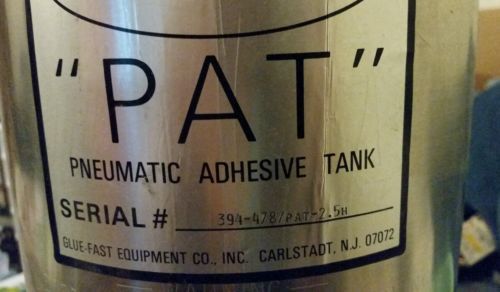 "PAT"
PNEUMATIC ADHESIVE TANK
SERIAL # 394-478/PAT-2.5H
GLUE-FAST EQUIPMENT CO., INC. CARLSTADT, N.J. 07072